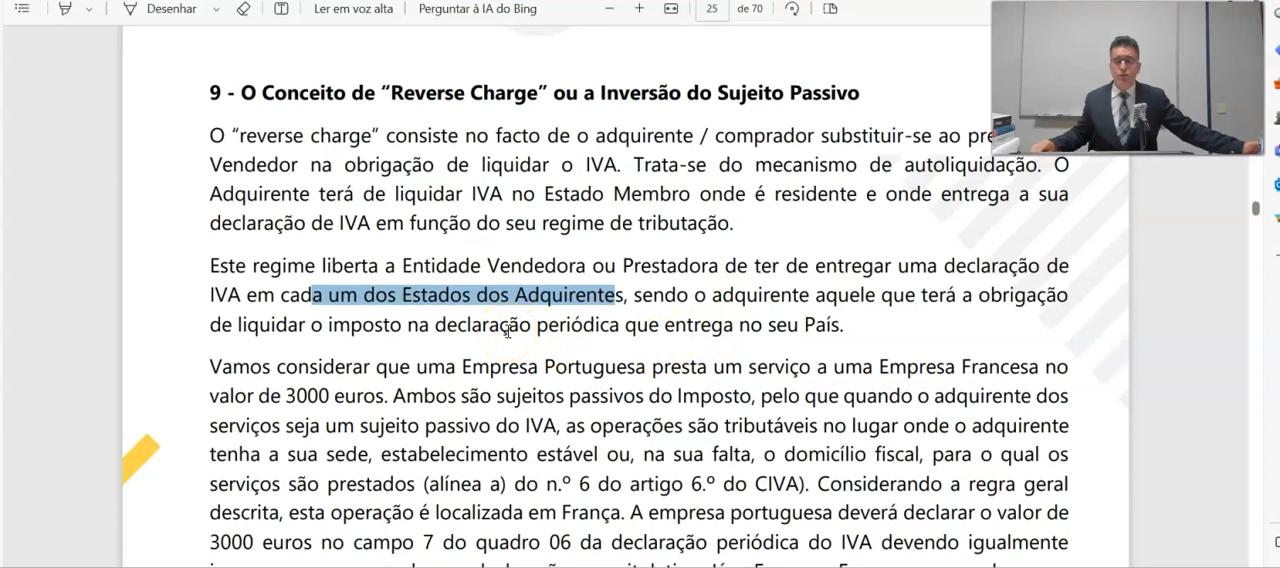 Desenhar
Ler em voz alta
Perguntar à IA do Bing
25
de 70
9 - O Conceito de “Reverse Charge” ou a Inversão do Sujeito Passivo
O “reverse charge” consiste no facto de o adquirente / comprador substituir-se ao
Vendedor na obrigação de liquidar o IVA. Trata-se do mecanismo de autoliquidação. O
Adquirente terá de liquidar IVA no Estado Membro onde é residente e onde entrega a sua
declaração de IVA em função do seu regime de tributação.
Este regime liberta a Entidade Vendedora ou Prestadora de ter de entregar uma declaração de
IVA em cada um dos Estados dos Adquirentes, sendo o adquirente aquele que terá a obrigação
de liquidar o imposto na declaração periódica que entrega no seu País.
Vamos considerar que uma Empresa Portuguesa presta um serviço a uma Empresa Francesa no
valor de 3000 euros. Ambos são sujeitos passivos do Imposto, pelo que quando o adquirente dos
serviços seja um sujeito passivo do IVA, as operações são tributáveis no lugar onde o adquirente
tenha a sua sede, estabelecimento estável ou, na sua falta, o domicílio fiscal, para o qual os
serviços são prestados (alínea a) do n.º 6 do artigo 6.º do CIVA). Considerando a regra geral
descrita, esta operação é localizada em França. A empresa portuguesa deverá declarar o valor de
3000 euros no campo 7 do quadro 06 da declaração periódica do IVA devendo igualmente